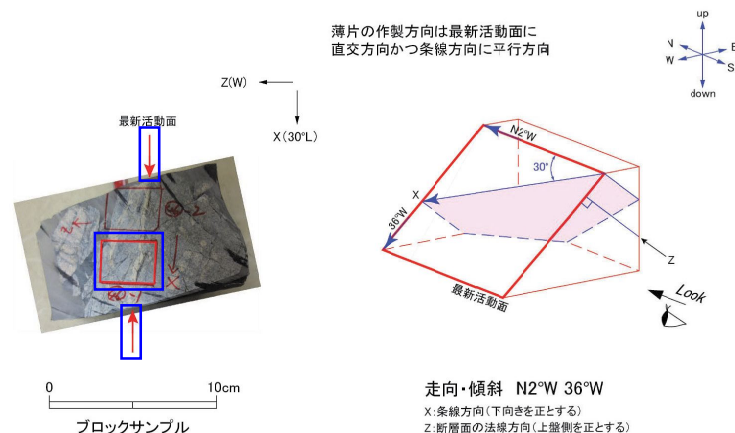 薄片の作製方向は最新活動面に
直交方向かつ条線方向に平行方向
up
N
E
W
S
down
Z(W)
X(30°L)
最新活動面
N2°W
30°
X
36°W
Z
最新活動面
Look
0 10cm
ブロックサンプル
走向・傾斜 N2°W 36°W
X:条線方向(下向きを正とする)
Z:断層面の法線方向(上盤側を正とする)